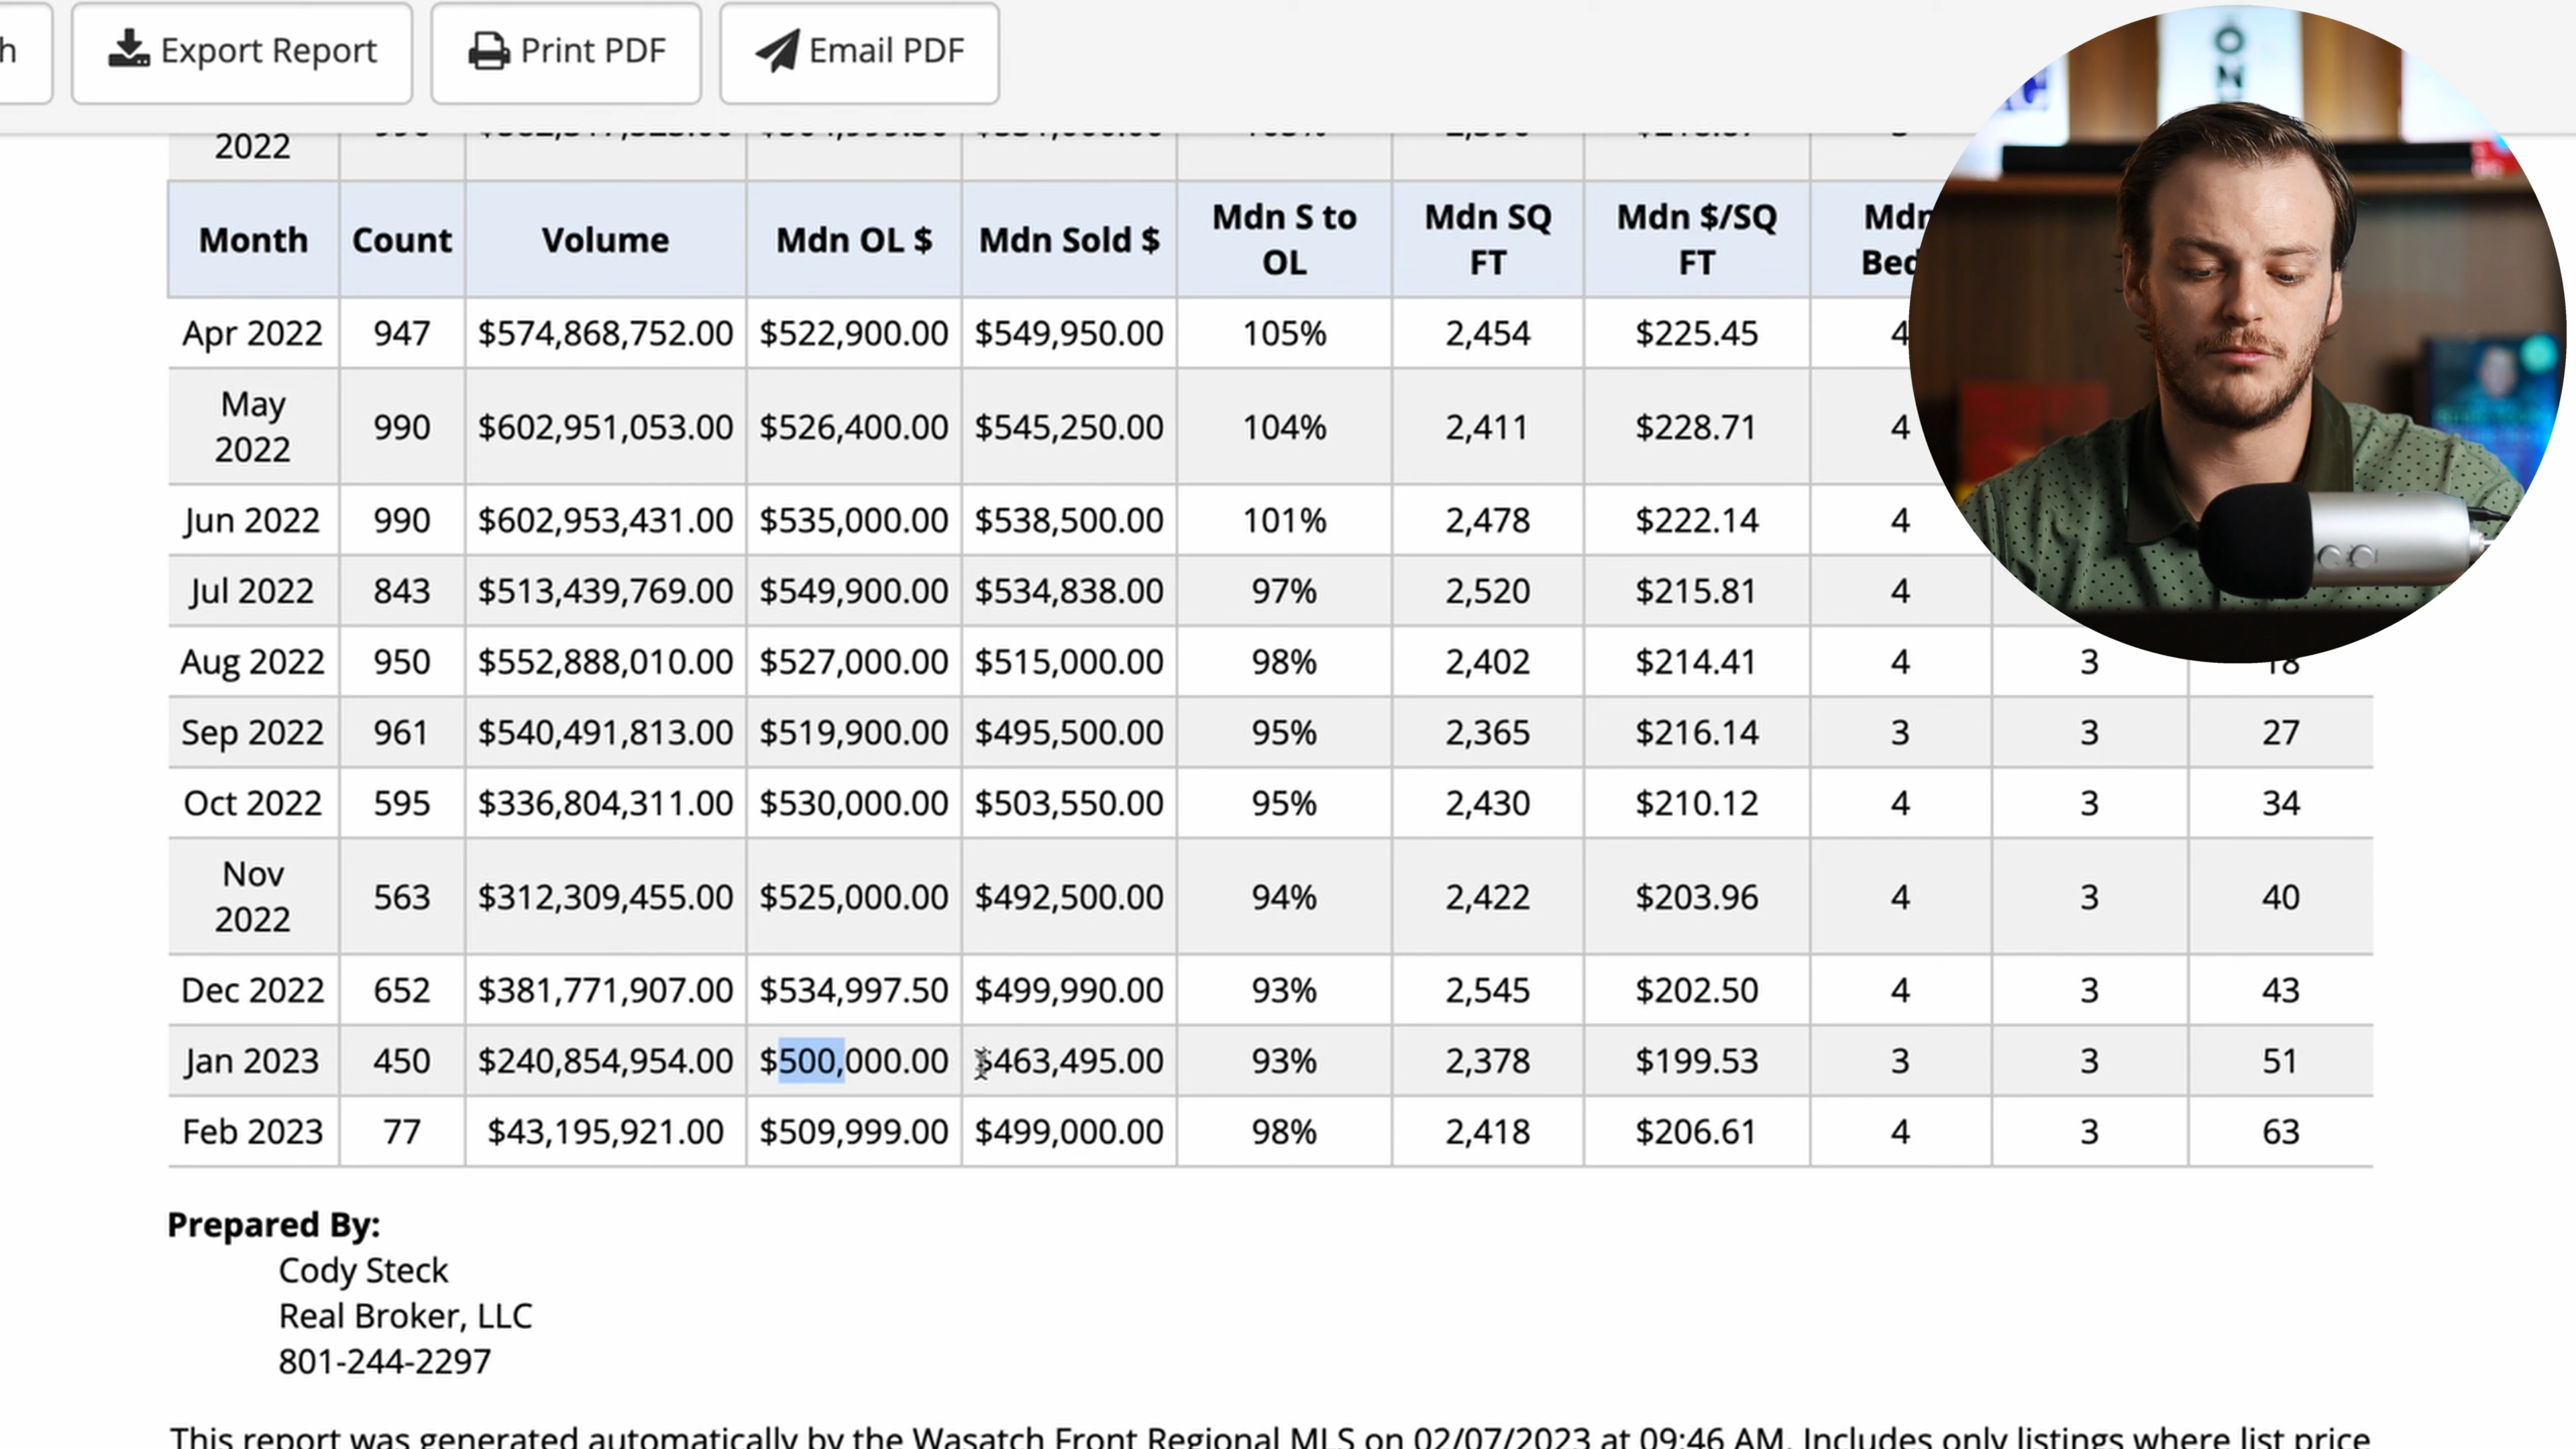 h
Export Report
Print PDF
Email PDF
2022
Month Count Volume Mdn OL $ Mdn Sold $ Mdn S to OL Mdn SQ FT Mdn $/SQ FT Mdn Bed
Apr 2022 947 $574,868,752.00 $522,900.00 $549,950.00 105% 2,454 $225.45 4
May 2022 990 $602,951,053.00 $526,400.00 $545,250.00 104% 2,411 $228.71 4
Jun 2022 990 $602,953,431.00 $535,000.00 $538,500.00 101% 2,478 $222.14 4
Jul 2022 843 $513,439,769.00 $549,900.00 $534,838.00 97% 2,520 $215.81 4
Aug 2022 950 $552,888,010.00 $527,000.00 $515,000.00 98% 2,402 $214.41 4 3 18
Sep 2022 961 $540,491,813.00 $519,900.00 $495,500.00 95% 2,365 $216.14 3 3 27
Oct 2022 595 $336,804,311.00 $530,000.00 $503,550.00 95% 2,430 $210.12 4 3 34
Nov 2022 563 $312,309,455.00 $525,000.00 $492,500.00 94% 2,422 $203.96 4 3 40
Dec 2022 652 $381,771,907.00 $534,997.50 $499,990.00 93% 2,545 $202.50 4 3 43
Jan 2023 450 $240,854,954.00 $500,000.00 $463,495.00 93% 2,378 $199.53 3 3 51
Feb 2023 77 $43,195,921.00 $509,999.00 $499,000.00 98% 2,418 $206.61 4 3 63
Prepared By:
Cody Steck
Real Broker, LLC
801-244-2297
This report was generated automatically by the Wasatch Front Regional MLS on 02/07/2023 at 09:46 AM. Includes only listings where list price